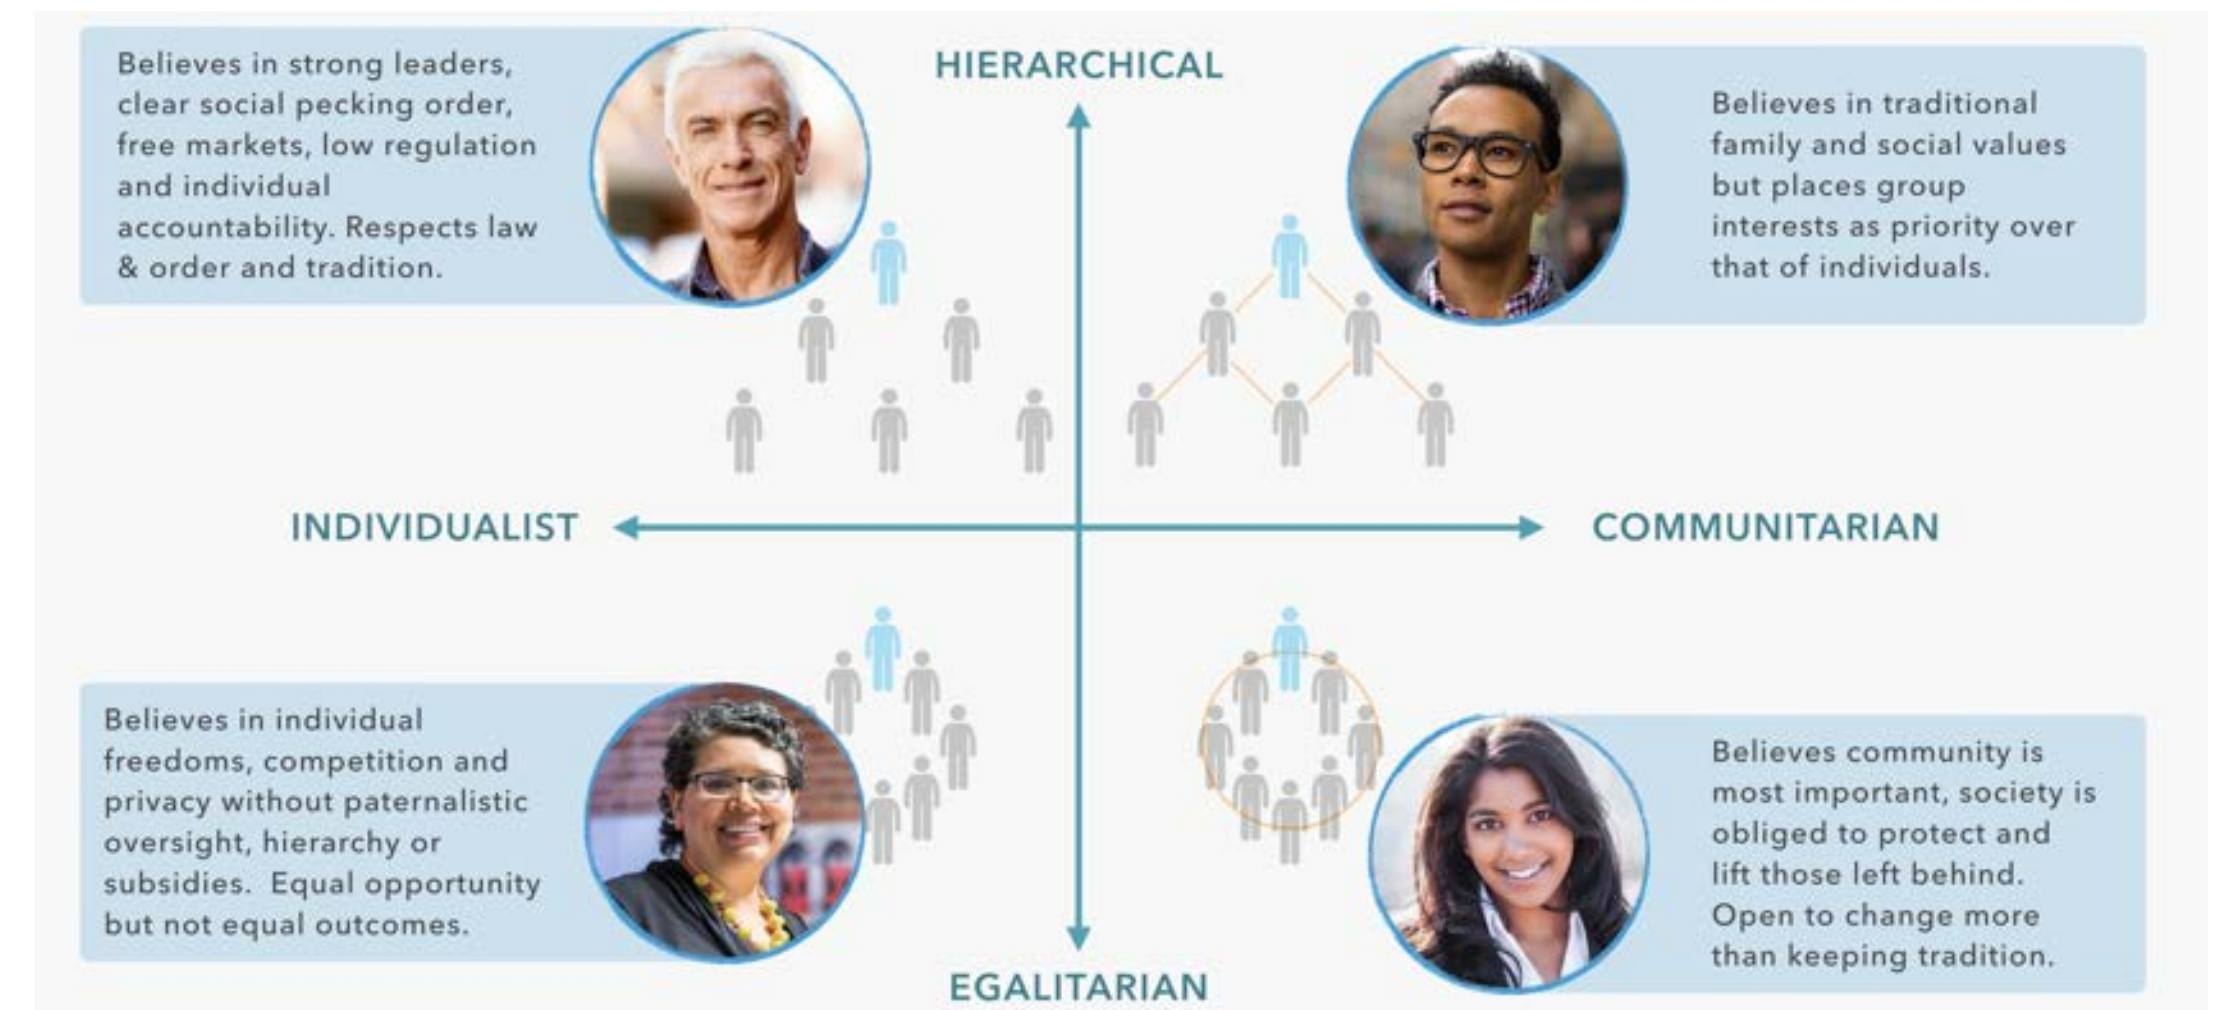 Believes in strong leaders,
clear social pecking order,
free markets, low regulation
and individual
accountability. Respects law
& order and tradition.
HIERARCHICAL
Believes in traditional
family and social values
but places group
interests as priority over
that of individuals.
INDIVIDUALIST
COMMUNITARIAN
Believes in individual
freedoms, competition and
privacy without paternalistic
oversight, hierarchy or
subsidies.  Equal opportunity
but not equal outcomes.
Believes community is
most important, society is
obliged to protect and
lift those left behind.
Open to change more
than keeping tradition.
EGALITARIAN